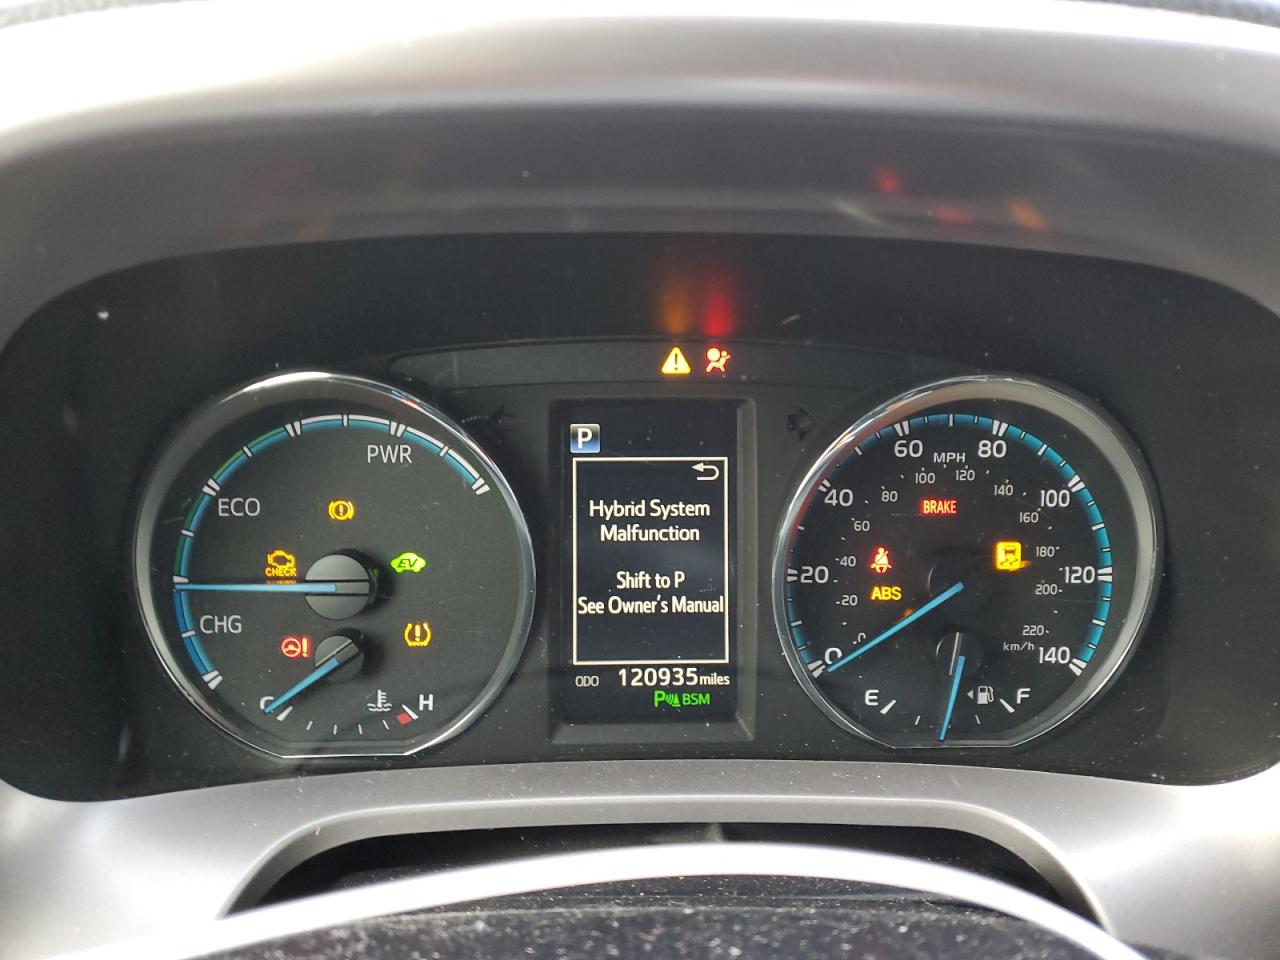 PWR
ECO
CHECK
EV
CHG
C
H
P
Hybrid System
Malfunction
Shift to P
See Owner's Manual
ODO 120935 miles
P BSM
60 MPH 80
100 120
40 80 140 100
BRAKE
60 160
20 40 180 120
ABS 20 200
0 0 220
km/h 140
E F